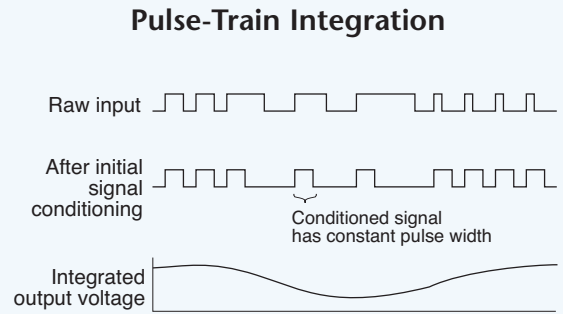 Pulse-Train Integration
Raw input
After initial
signal
conditioning
Conditioned signal
has constant pulse width
Integrated
output voltage